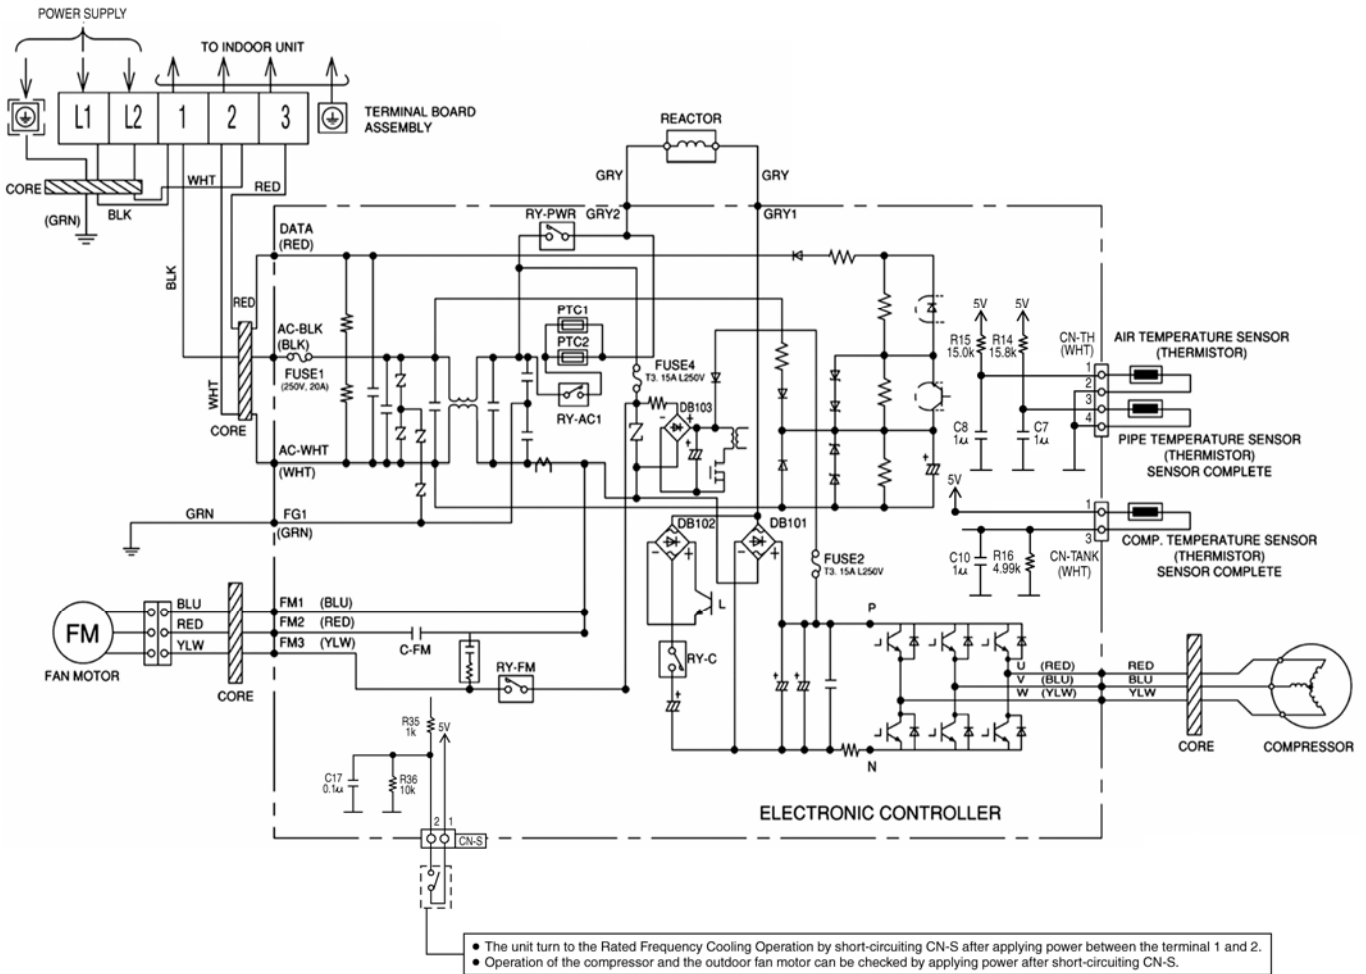 POWER SUPPLY
TO INDOOR UNIT
L1
L2
1
2
3
TERMINAL BOARD
ASSEMBLY
CORE
WHT
RED
(GRN)
BLK
REACTOR
GRY
GRY
RY-PWR
GRY2
GRY1
DATA
(RED)
BLK
RED
AC-BLK
(BLK)
FUSE1
(250V, 20A)
WHT
CORE
AC-WHT
(WHT)
GRN
FG1
(GRN)
PTC1
PTC2
RY-AC1
FUSE4
T3. 15A L250V
DB103
5V
5V
R15
15.0k
R14
15.8k
CN-TH
(WHT)
1
2
3
4
AIR TEMPERATURE SENSOR
(THERMISTOR)
C8
1µ
C7
1µ
PIPE TEMPERATURE SENSOR
(THERMISTOR)
SENSOR COMPLETE
5V
1
3
C10
1µ
R16
4.99k
CN-TANK
(WHT)
COMP. TEMPERATURE SENSOR
(THERMISTOR)
SENSOR COMPLETE
DB102
DB101
-
+
-
+
+
+
+
+
+
FUSE2
T3. 15A L250V
L
RY-C
P
N
FM
FAN MOTOR
BLU
RED
YLW
CORE
FM1 (BLU)
FM2 (RED)
FM3 (YLW)
C-FM
RY-FM
U (RED)
V (BLU)
W (YLW)
RED
BLU
YLW
CORE
COMPRESSOR
R35
1k
5V
C17
0.1µ
R36
10k
2
1
CN-S
ELECTRONIC CONTROLLER
● The unit turn to the Rated Frequency Cooling Operation by short-circuiting CN-S after applying power between the terminal 1 and 2.
● Operation of the compressor and the outdoor fan motor can be checked by applying power after short-circuiting CN-S.